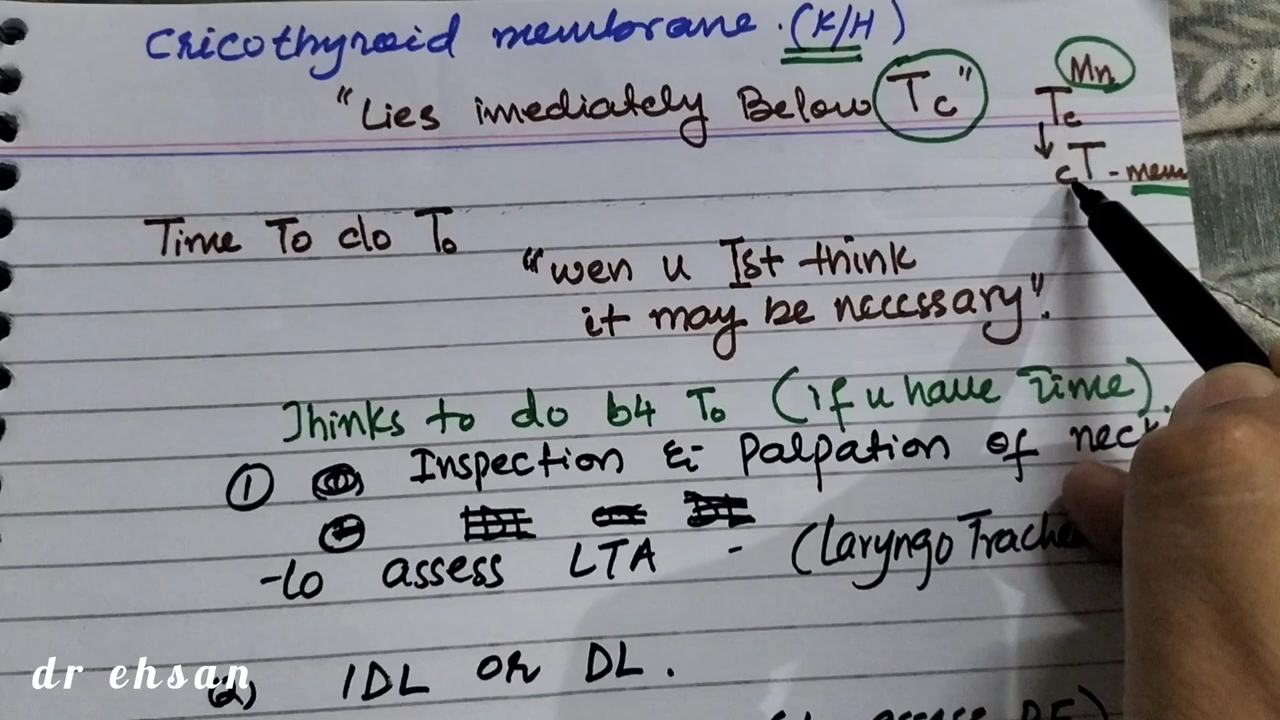 Cricothyroid membrane. (K/H)
"Lies imediately Below Tc"
Mn
Tc
↓
cT - mem
Time To do To
"wen u Ist think
it may be necessary".
Thinks to do b4 To (if u have Time).
① Inspection & Palpation of neck
-to assess LTA - (Laryngo Trache
2) IDL or DL.
dr ehsan